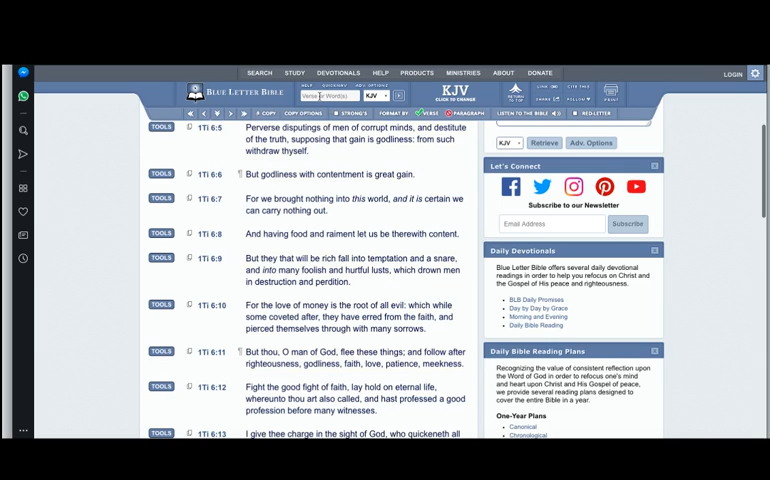 SEARCH STUDY DEVOTIONALS HELP PRODUCTS MINISTRIES ABOUT DONATE
LOGIN
BLUE LETTER BIBLE
HELP QUICKNAV ADV. OPTIONS
Verse or Word(s)
KJV
KJV
CLICK TO CHANGE
RETURN TO TOP
LINK
CITE THIS
SHARE
FOLLOW
PRINT
COPY COPY OPTIONS STRONG'S FORMAT BY VERSE PARAGRAPH LISTEN TO THE BIBLE RED-LETTER
TOOLS 1Ti 6:5 Perverse disputings of men of corrupt minds, and destitute
of the truth, supposing that gain is godliness: from such
withdraw thyself.
TOOLS 1Ti 6:6 ¶ But godliness with contentment is great gain.
TOOLS 1Ti 6:7 For we brought nothing into this world, and it is certain we
can carry nothing out.
TOOLS 1Ti 6:8 And having food and raiment let us be therewith content.
TOOLS 1Ti 6:9 But they that will be rich fall into temptation and a snare,
and into many foolish and hurtful lusts, which drown men
in destruction and perdition.
TOOLS 1Ti 6:10 For the love of money is the root of all evil: which while
some coveted after, they have erred from the faith, and
pierced themselves through with many sorrows.
TOOLS 1Ti 6:11 ¶ But thou, O man of God, flee these things; and follow after
righteousness, godliness, faith, love, patience, meekness.
TOOLS 1Ti 6:12 Fight the good fight of faith, lay hold on eternal life,
whereunto thou art also called, and hast professed a good
profession before many witnesses.
TOOLS 1Ti 6:13 I give thee charge in the sight of God, who quickeneth all
KJV Retrieve Adv. Options
Let's Connect
Subscribe to our Newsletter
Email Address Subscribe
Daily Devotionals
Blue Letter Bible offers several daily devotional
readings in order to help you refocus on Christ and
the Gospel of His peace and righteousness.
• BLB Daily Promises
• Day by Day by Grace
• Morning and Evening
• Daily Bible Reading
Daily Bible Reading Plans
Recognizing the value of consistent reflection upon
the Word of God in order to refocus one's mind
and heart upon Christ and His Gospel of peace,
we provide several reading plans designed to
cover the entire Bible in a year.
One-Year Plans
• Canonical
• Chronological